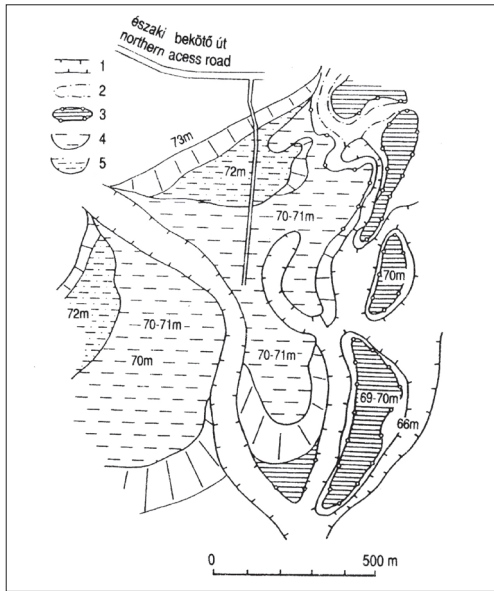 északi bekötő út
northern acess road
1
2
3
4
5
73m
72m
70-71m
70m
72m
70-71m
70m
70-71m
69-70m
66m
0 500 m